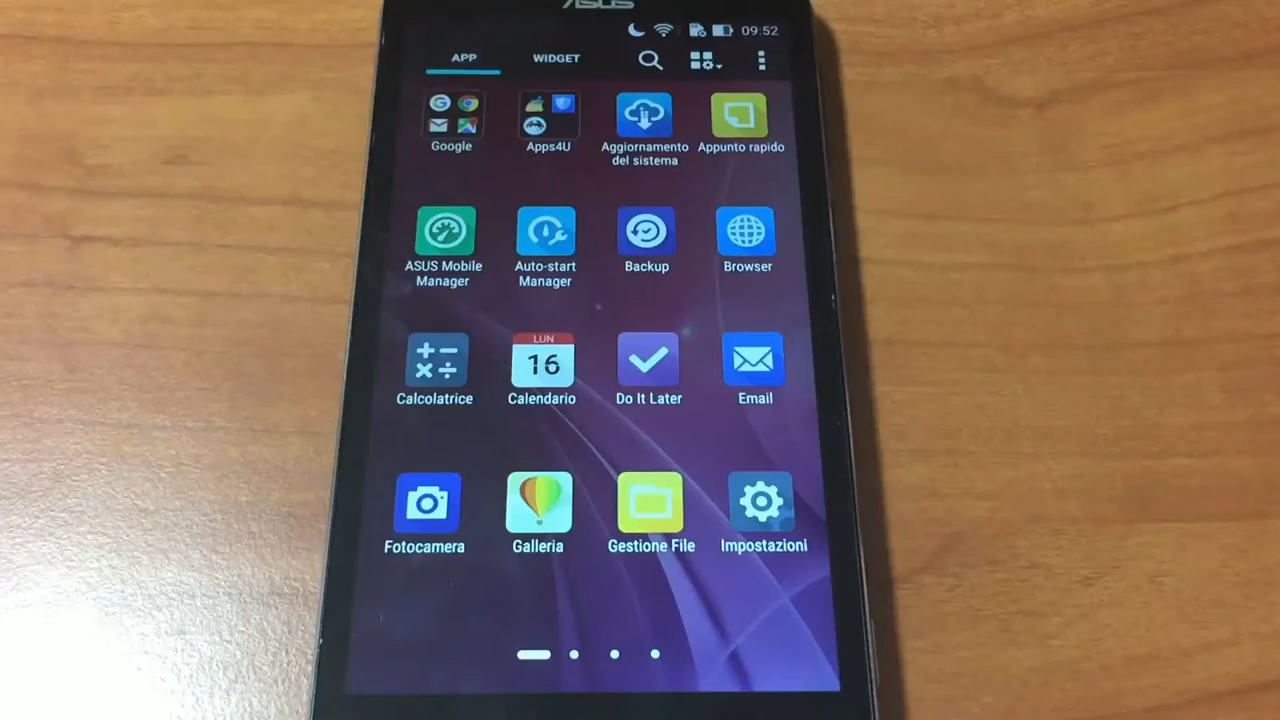 ASUS
09:52
APP WIDGET
Google Apps4U Aggiornamento del sistema Appunto rapido
ASUS Mobile Manager Auto-start Manager Backup Browser
LUN
16
Calcolatrice Calendario Do It Later Email
Fotocamera Galleria Gestione File Impostazioni